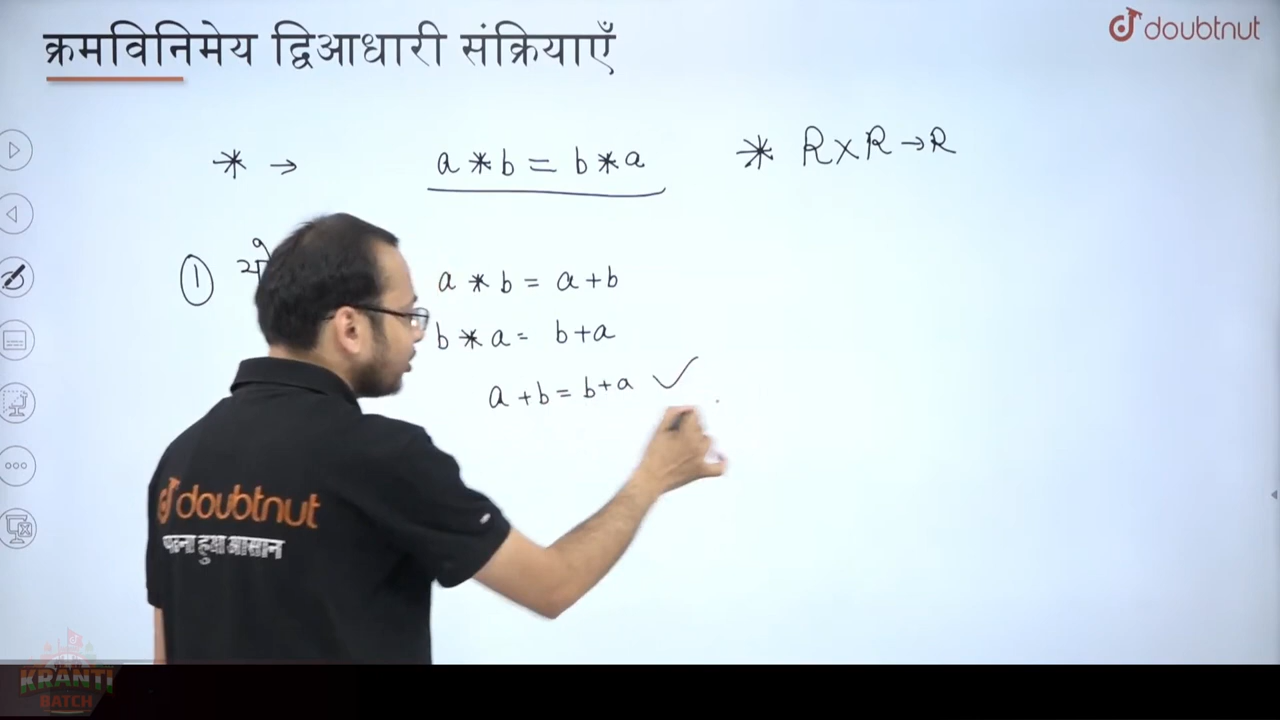 क्रमविनिमेय द्विआधारी संक्रियाएँ
doubtnut
* → a * b = b * a
* R × R → R
①
a * b = a + b
b * a = b + a
a + b = b + a ✓
doubtnut
पढ़ना हुआ आसान
KRANTI
BATCH